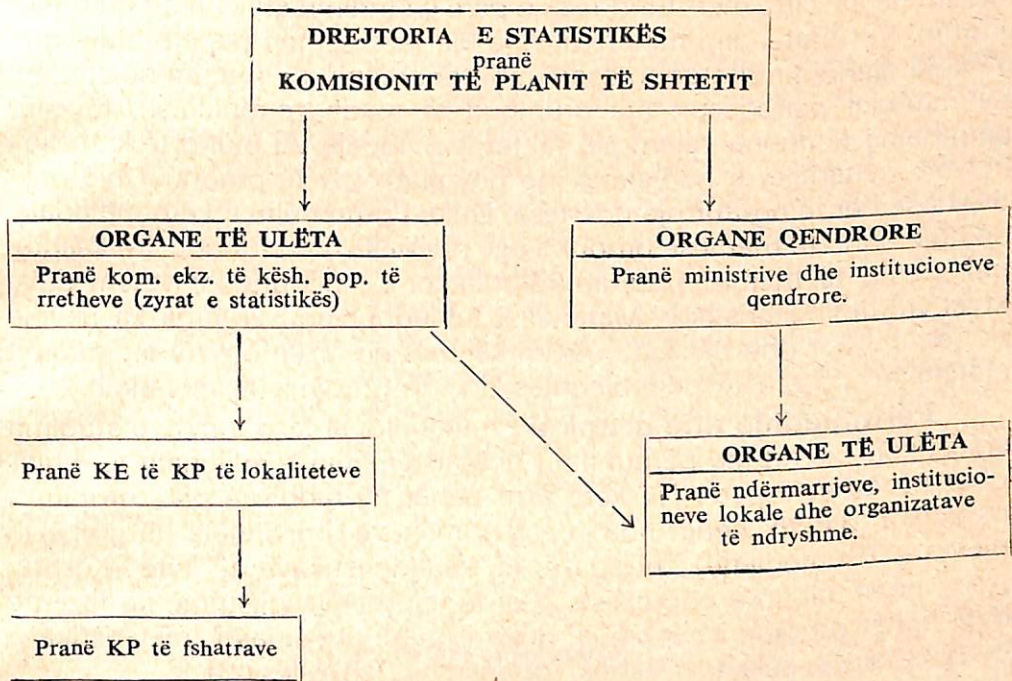 DREJTORIA E STATISTIKËS
pranë
KOMISIONIT TË PLANIT TË SHTETIT
ORGANE TË ULËTA
Pranë kom. ekz. të kësh. pop. të
rretheve (zyrat e statistikës)
ORGANE QENDRORE
Pranë ministrive dhe institucioneve
qendrore.
Pranë KE të KP të lokaliteteve
ORGANE TË ULËTA
Pranë ndërmarrjeve, institucio-
neve lokale dhe organizatave
të ndryshme.
Pranë KP të fshatrave